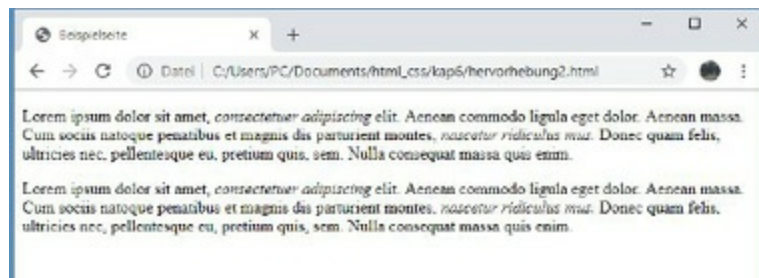 Beispielseite
Datei | C:/Users/PC/Documents/html_css/kap6/hervorhebung2.html
Lorem ipsum dolor sit amet, consectetuer adipiscing elit. Aenean commodo ligula eget dolor. Aenean massa.
Cum sociis natoque penatibus et magnis dis parturient montes, nascetur ridiculus mus. Donec quam felis,
ultricies nec, pellentesque eu, pretium quis, sem. Nulla consequat massa quis enim.
Lorem ipsum dolor sit amet, consectetuer adipiscing elit. Aenean commodo ligula eget dolor. Aenean massa.
Cum sociis natoque penatibus et magnis dis parturient montes, nascetur ridiculus mus. Donec quam felis,
ultricies nec, pellentesque eu, pretium quis, sem. Nulla consequat massa quis enim.